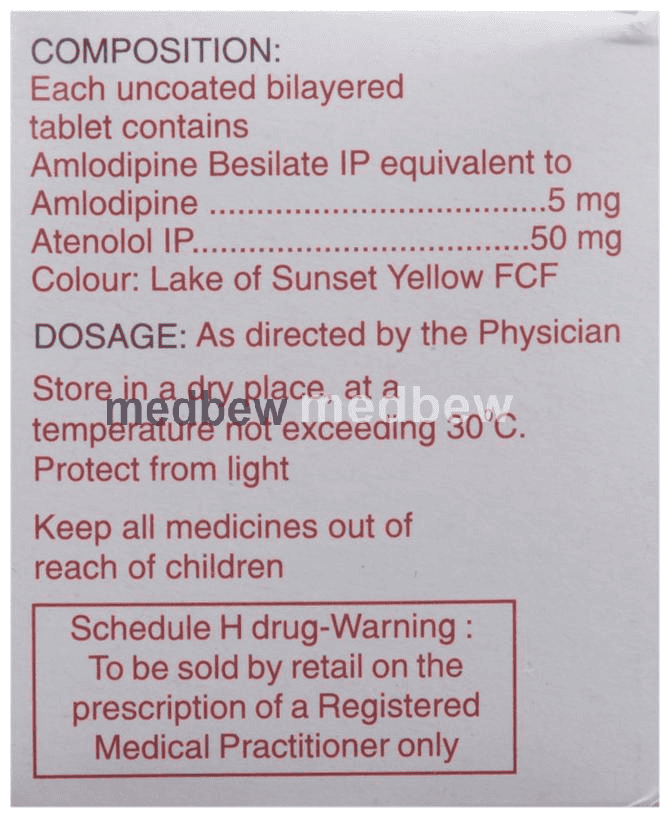 COMPOSITION:
Each uncoated bilayered
tablet contains
Amlodipine Besilate IP equivalent to
Amlodipine ....................................5 mg
Atenolol IP....................................50 mg
Colour: Lake of Sunset Yellow FCF
DOSAGE: As directed by the Physician
Store in a dry place, at a
medbew medbew
temperature not exceeding 30°C.
Protect from light
Keep all medicines out of
reach of children
Schedule H drug-Warning :
To be sold by retail on the
prescription of a Registered
Medical Practitioner only